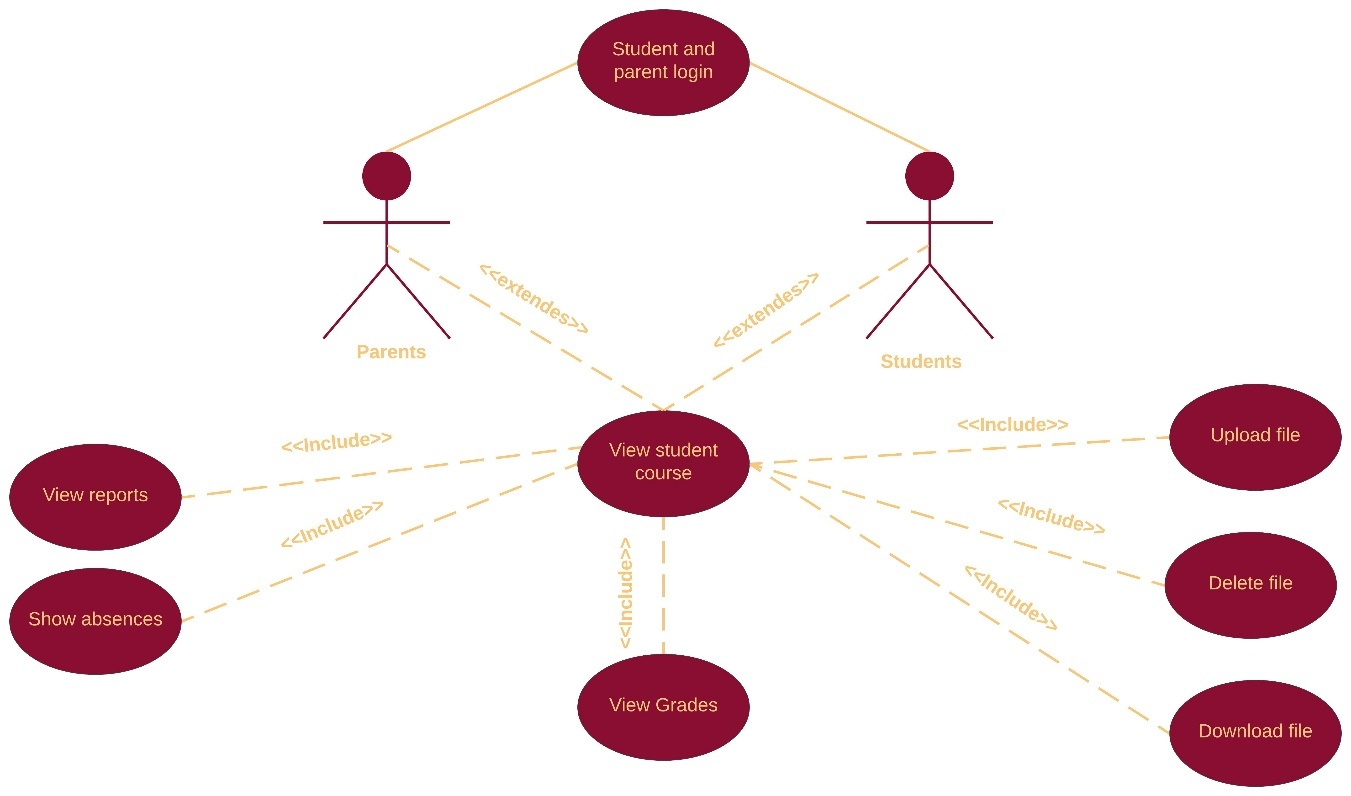 Student and
parent login
<<extendes>>
<<extendes>>
Parents
Students
<<Include>>
<<Include>>
Upload file
View student
course
View reports
<<Include>>
<<Include>>
<<Include>>
<<Include>>
Delete file
Show absences
View Grades
Download file